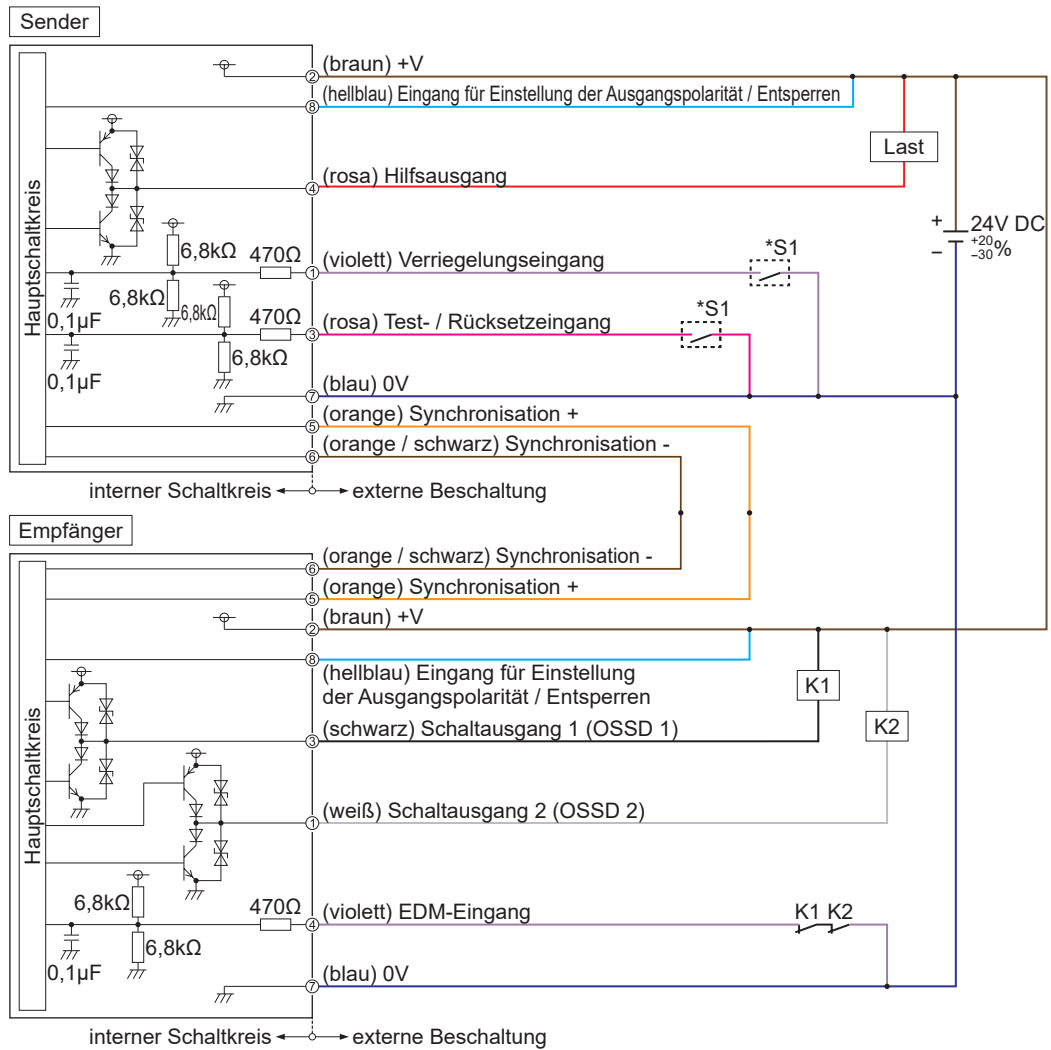 Sender
(braun) +V
②
(hellblau) Eingang für Einstellung der Ausgangspolarität / Entsperren
⑧
Last
(rosa) Hilfsausgang
④
Hauptschaltkreis
+ 24V DC
− +20 −30 %
6,8kΩ
470Ω
(violett) Verriegelungseingang
①
*S1
6,8kΩ
6,8kΩ
0,1µF
470Ω
(rosa) Test- / Rücksetzeingang
③
*S1
6,8kΩ
0,1µF
(blau) 0V
⑦
(orange) Synchronisation +
⑤
(orange / schwarz) Synchronisation -
⑥
interner Schaltkreis
externe Beschaltung
Empfänger
(orange / schwarz) Synchronisation -
⑥
(orange) Synchronisation +
⑤
(braun) +V
②
⑧
(hellblau) Eingang für Einstellung
der Ausgangspolarität / Entsperren
K1
K2
(schwarz) Schaltausgang 1 (OSSD 1)
③
Hauptschaltkreis
(weiß) Schaltausgang 2 (OSSD 2)
①
6,8kΩ
470Ω
(violett) EDM-Eingang
④
K1 K2
6,8kΩ
0,1µF
(blau) 0V
⑦
interner Schaltkreis
externe Beschaltung